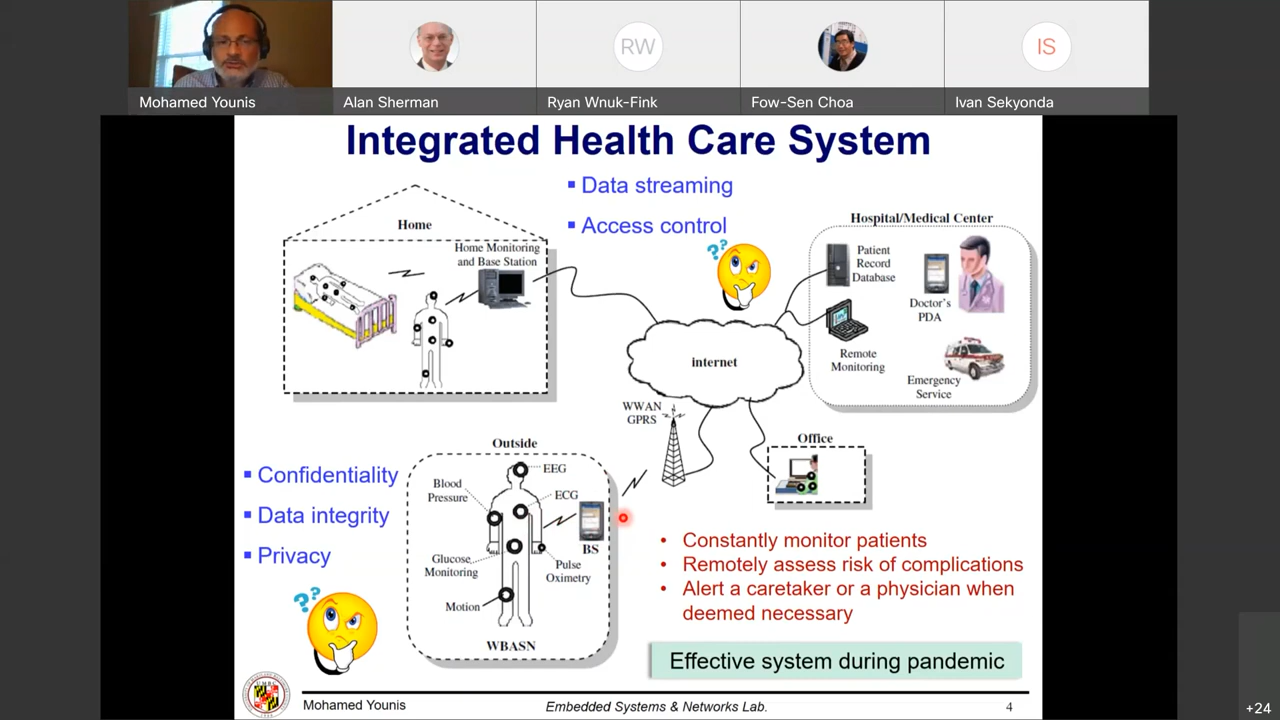 RW
IS
Mohamed Younis
Alan Sherman
Ryan Wnuk-Fink
Fow-Sen Choa
Ivan Sekyonda
Integrated Health Care System
▪ Data streaming
▪ Access control
Home
Home Monitoring
and Base Station
??
Hospital/Medical Center
Patient
Record
Database
Doctor's
PDA
Remote
Monitoring
Emergency
Service
internet
WWAN
GPRS
Office
Outside
EEG
Blood
Pressure
ECG
BS
Glucose
Monitoring
Pulse
Oximetry
Motion
WBASN
▪ Confidentiality
▪ Data integrity
▪ Privacy
??
• Constantly monitor patients
• Remotely assess risk of complications
• Alert a caretaker or a physician when
deemed necessary
Effective system during pandemic
Mohamed Younis
Embedded Systems & Networks Lab.
4
+24